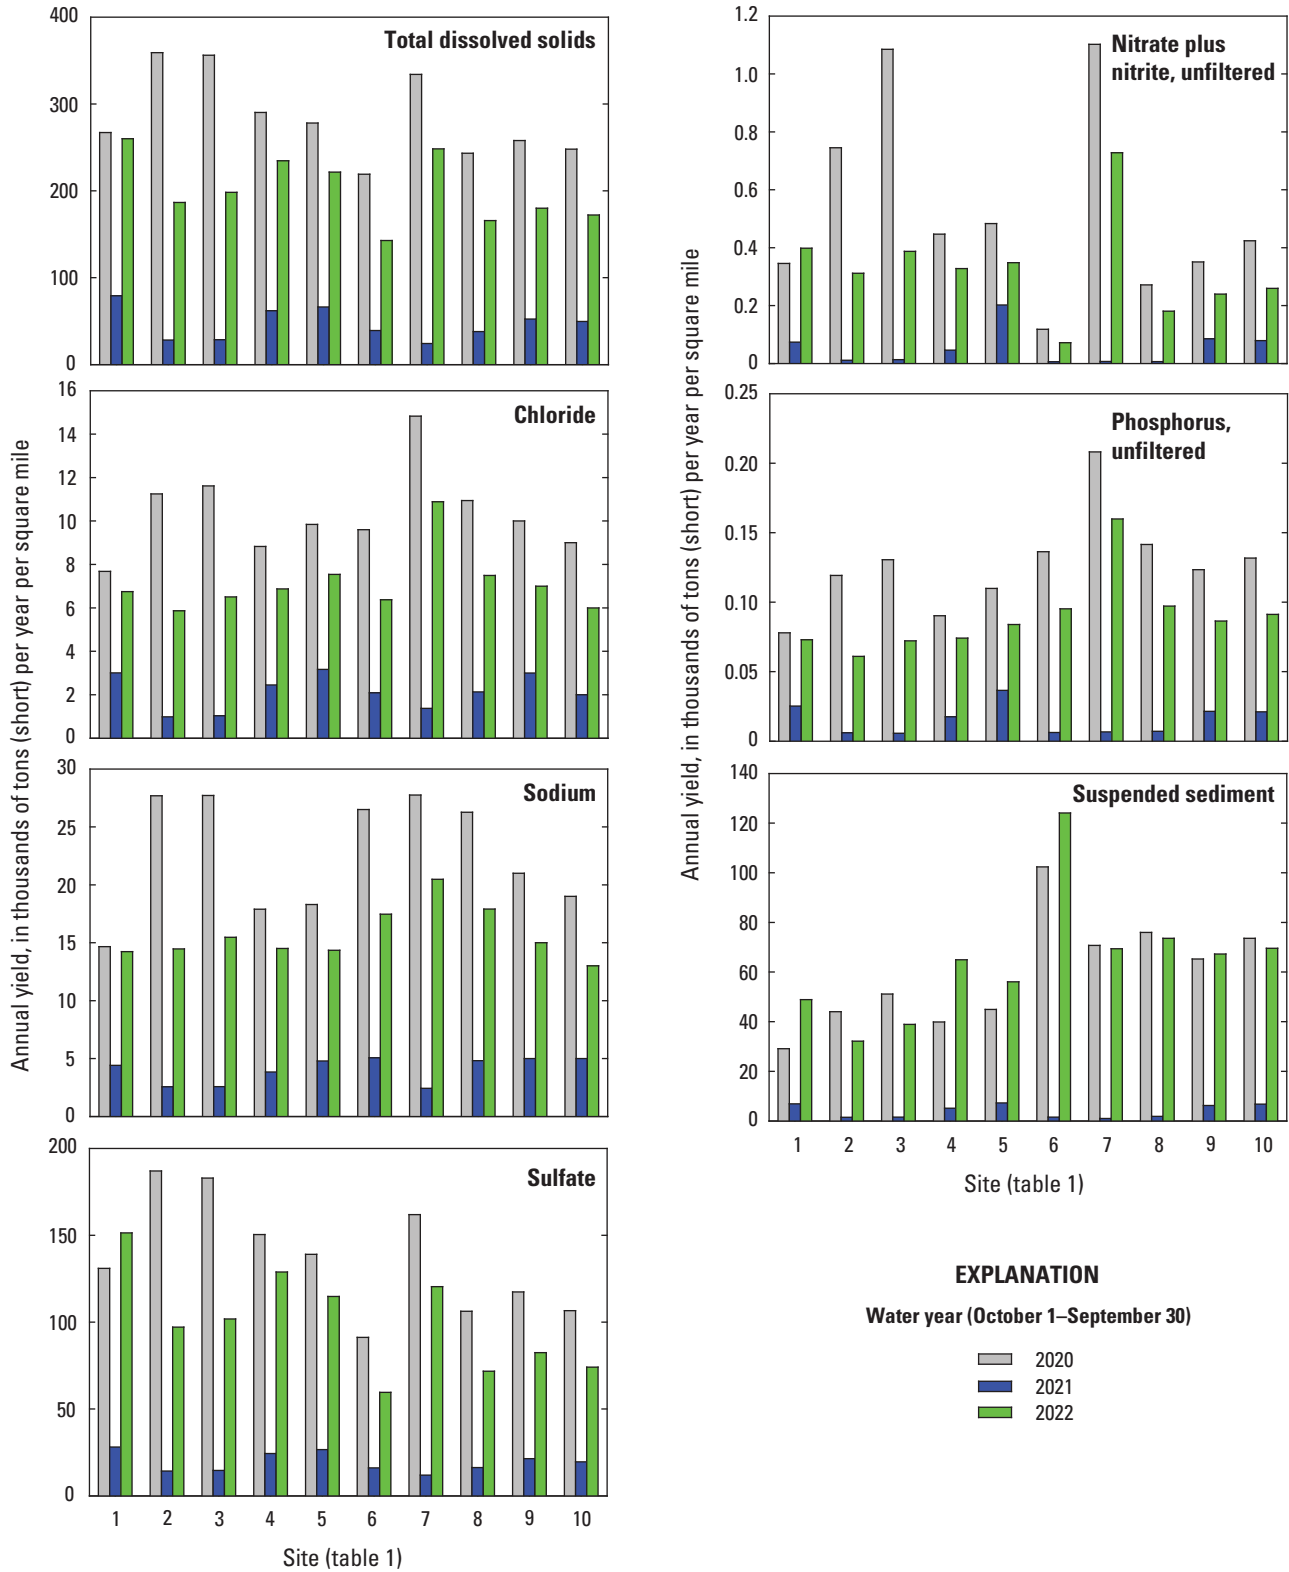 Annual yield, in thousands of tons (short) per year per square mile
400
300
200
100
0
Total dissolved solids
16
14
12
10
8
6
4
2
0
Chloride
30
25
20
15
10
5
0
Sodium
200
150
100
50
0
Sulfate
1 2 3 4 5 6 7 8 9 10
Site (table 1)
Annual yield, in thousands of tons (short) per year per square mile
1.2
1.0
0.8
0.6
0.4
0.2
0
Nitrate plus
nitrite, unfiltered
0.25
0.20
0.15
0.10
0.05
0
Phosphorus,
unfiltered
140
120
100
80
60
40
20
0
Suspended sediment
1 2 3 4 5 6 7 8 9 10
Site (table 1)
EXPLANATION
Water year (October 1–September 30)
2020
2021
2022